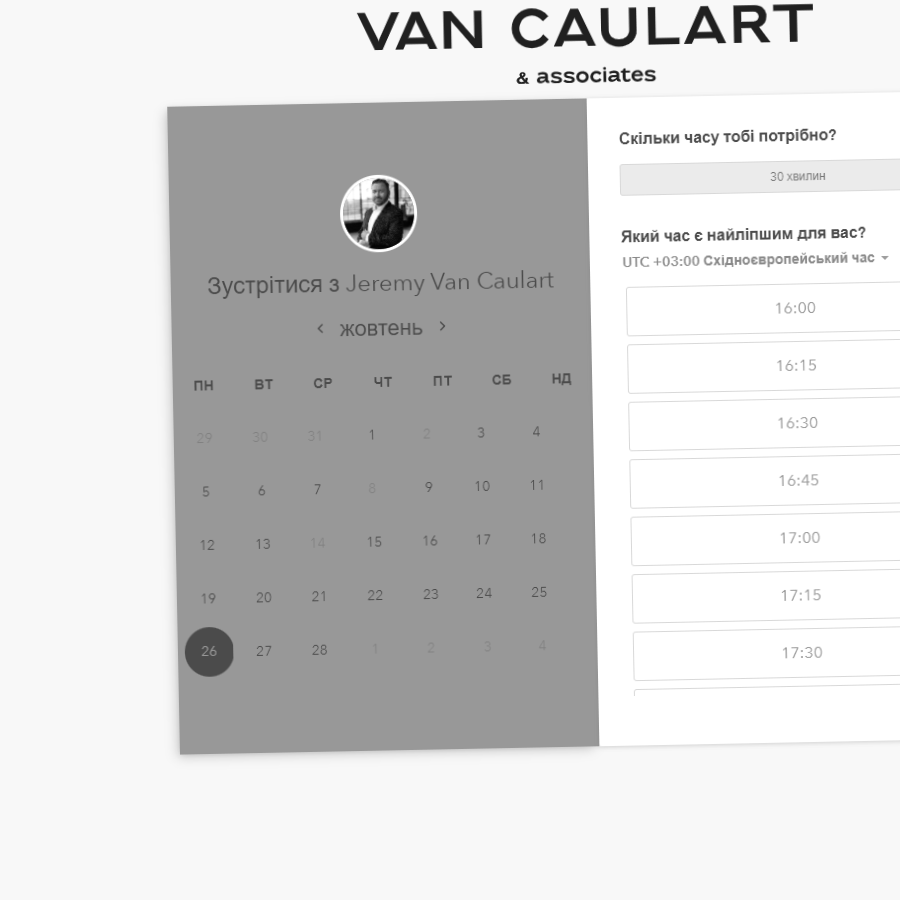 VAN CAULART
& associates
Зустрітися з Jeremy Van Caulart
жовтень
ПН ВТ СР ЧТ ПТ СБ НД
29 30 31 1 2 3 4
5 6 7 8 9 10 11
12 13 14 15 16 17 18
19 20 21 22 23 24 25
26 27 28 1 2 3 4
Скільки часу тобі потрібно?
30 хвилин
Який час є найліпшим для вас?
UTC +03:00 Східноєвропейський час
16:00
16:15
16:30
16:45
17:00
17:15
17:30